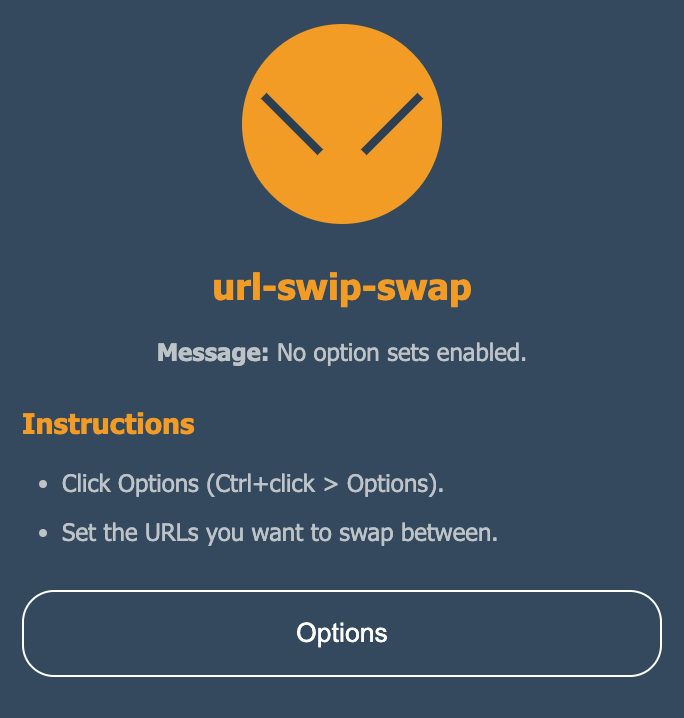 url-swip-swap
Message: No option sets enabled.
Instructions
• Click Options (Ctrl+click > Options).
• Set the URLs you want to swap between.
Options